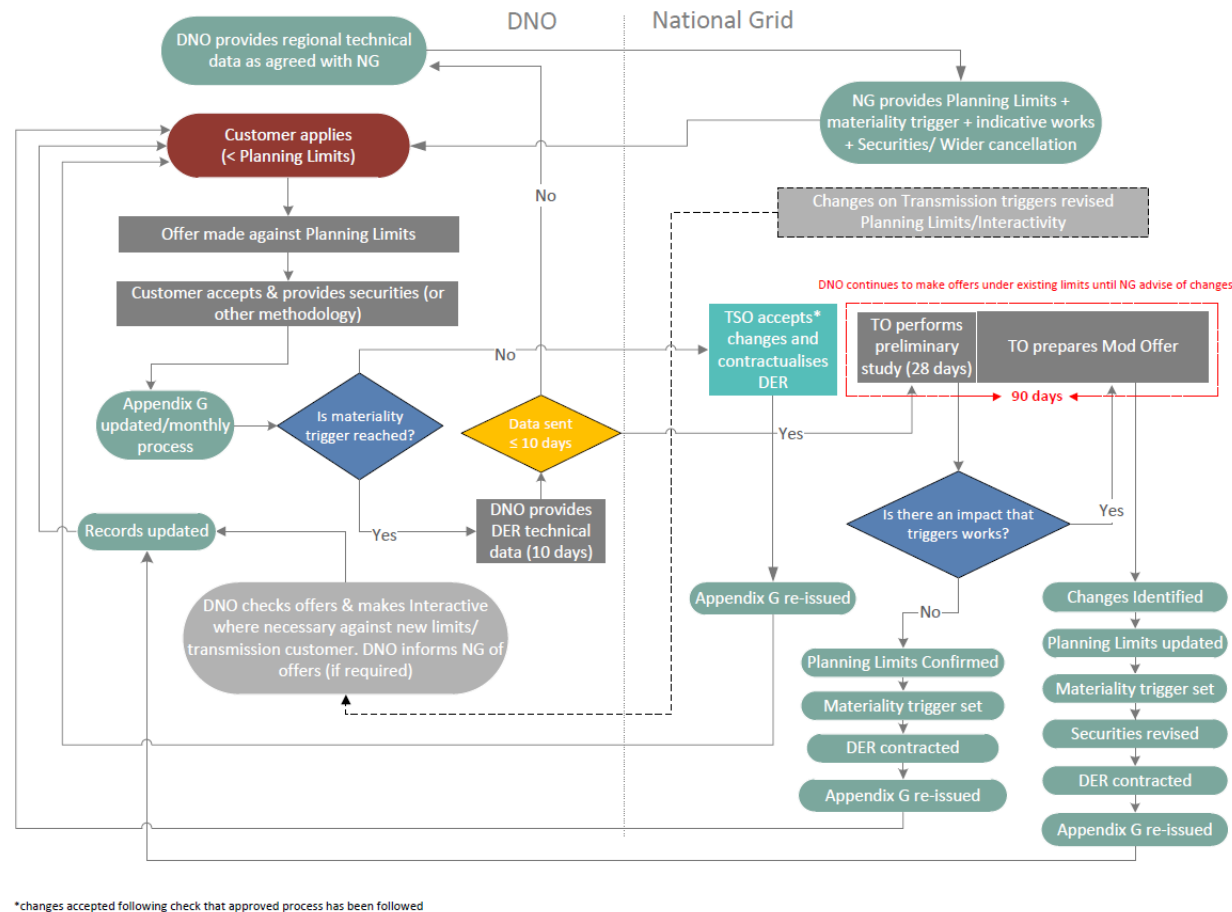 DNO
National Grid
DNO provides regional technical
data as agreed with NG
NG provides Planning Limits +
materiality trigger + indicative works
+ Securities/ Wider cancellation
Customer applies
(< Planning Limits)
No
Changes on Transmission triggers revised
Planning Limits/Interactivity
Offer made against Planning Limits
Customer accepts & provides securities (or
other methodology)
DNO continues to make offers under existing limits until NG advise of changes
TSO accepts*
changes and
contractualises
DER
TO performs
preliminary
study (28 days)
TO prepares Mod Offer
90 days
No
Appendix G
updated/monthly
process
Is materiality
trigger reached?
Data sent
≤ 10 days
Yes
Yes
DNO provides
DER technical
data (10 days)
Is there an impact that
triggers works?
Yes
Records updated
DNO checks offers & makes Interactive
where necessary against new limits/
transmission customer. DNO informs NG of
offers (if required)
Appendix G re-issued
No
Planning Limits Confirmed
Materiality trigger set
DER contracted
Appendix G re-issued
Changes Identified
Planning Limits updated
Materiality trigger set
Securities revised
DER contracted
Appendix G re-issued
*changes accepted following check that approved process has been followed